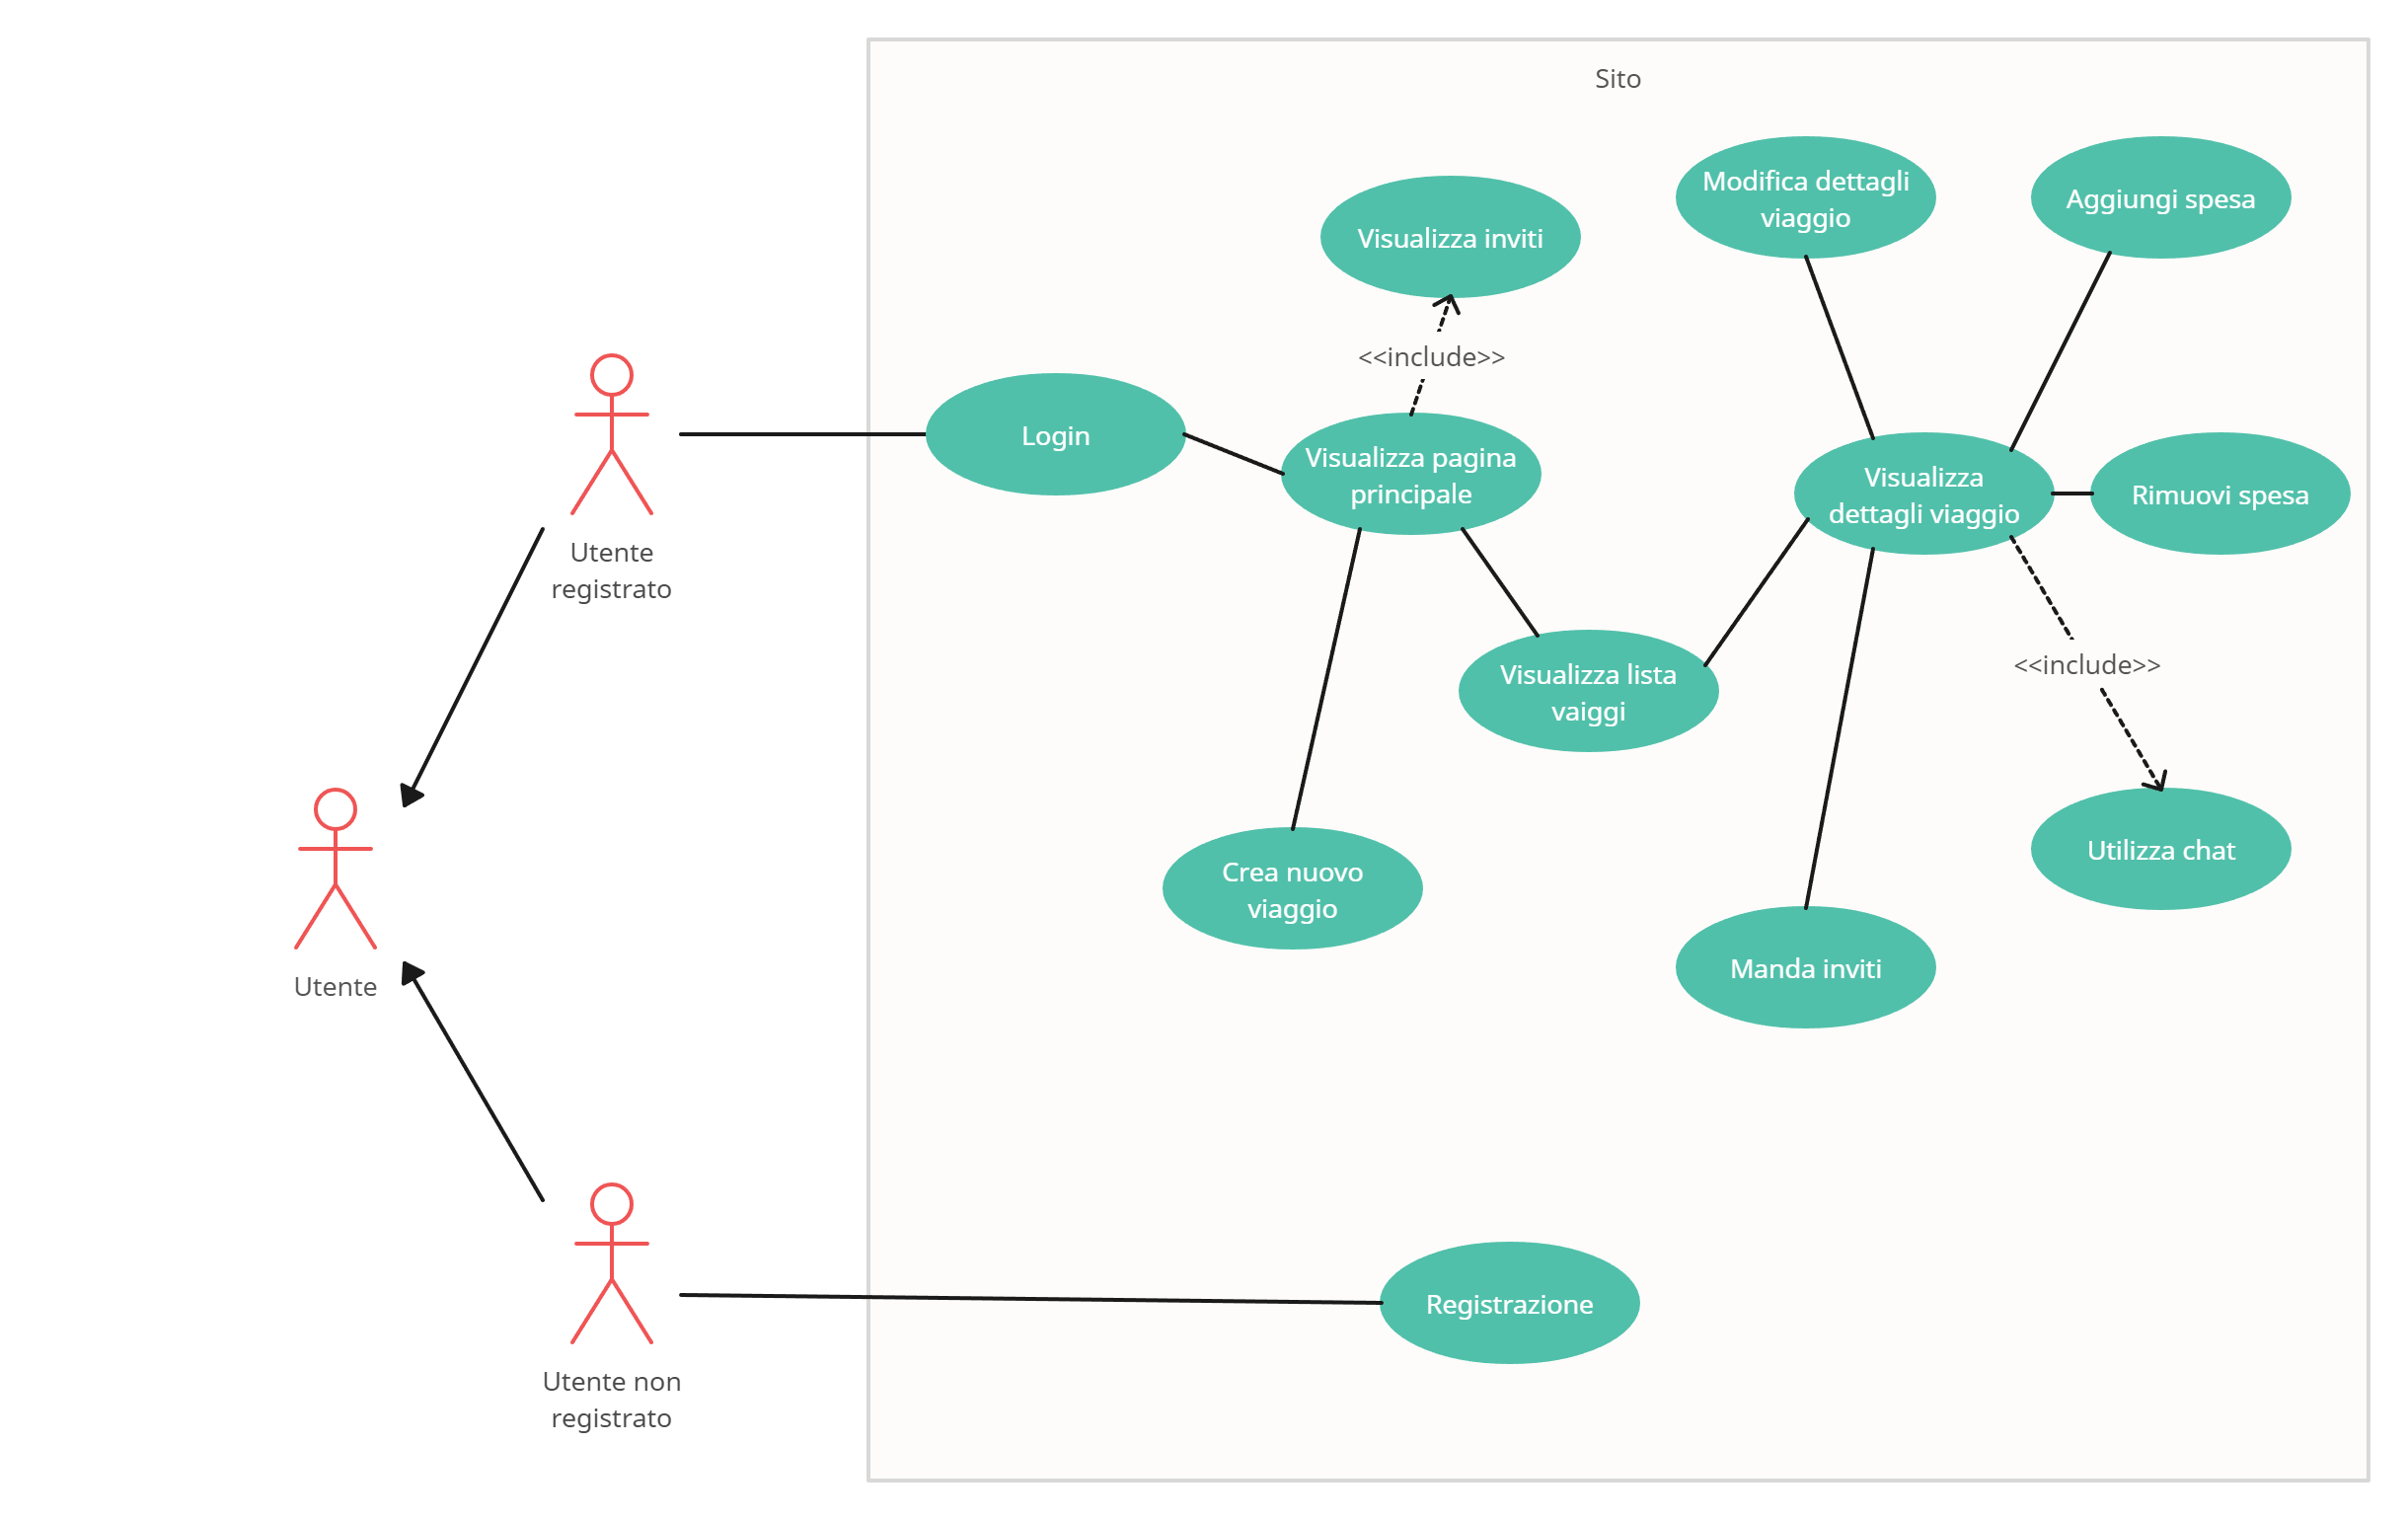 Sito
Modifica dettagli
viaggio
Aggiungi spesa
Visualizza inviti
<<include>>
Login
Visualizza pagina
principale
Visualizza
dettagli viaggio
Rimuovi spesa
Utente
registrato
<<include>>
Visualizza lista
vaiggi
Utilizza chat
Crea nuovo
viaggio
Manda inviti
Utente
Registrazione
Utente non
registrato